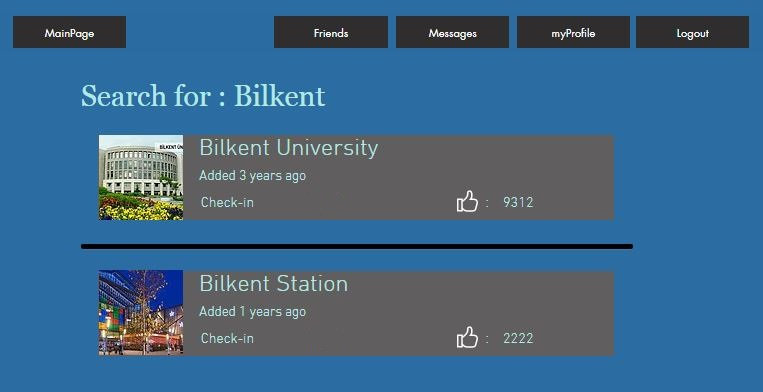 MainPage Friends Messages myProfile Logout
Search for : Bilkent
BILKENT ÜN
Bilkent University
Added 3 years ago
Check-in : 9312
Bilkent Station
Added 1 years ago
Check-in : 2222